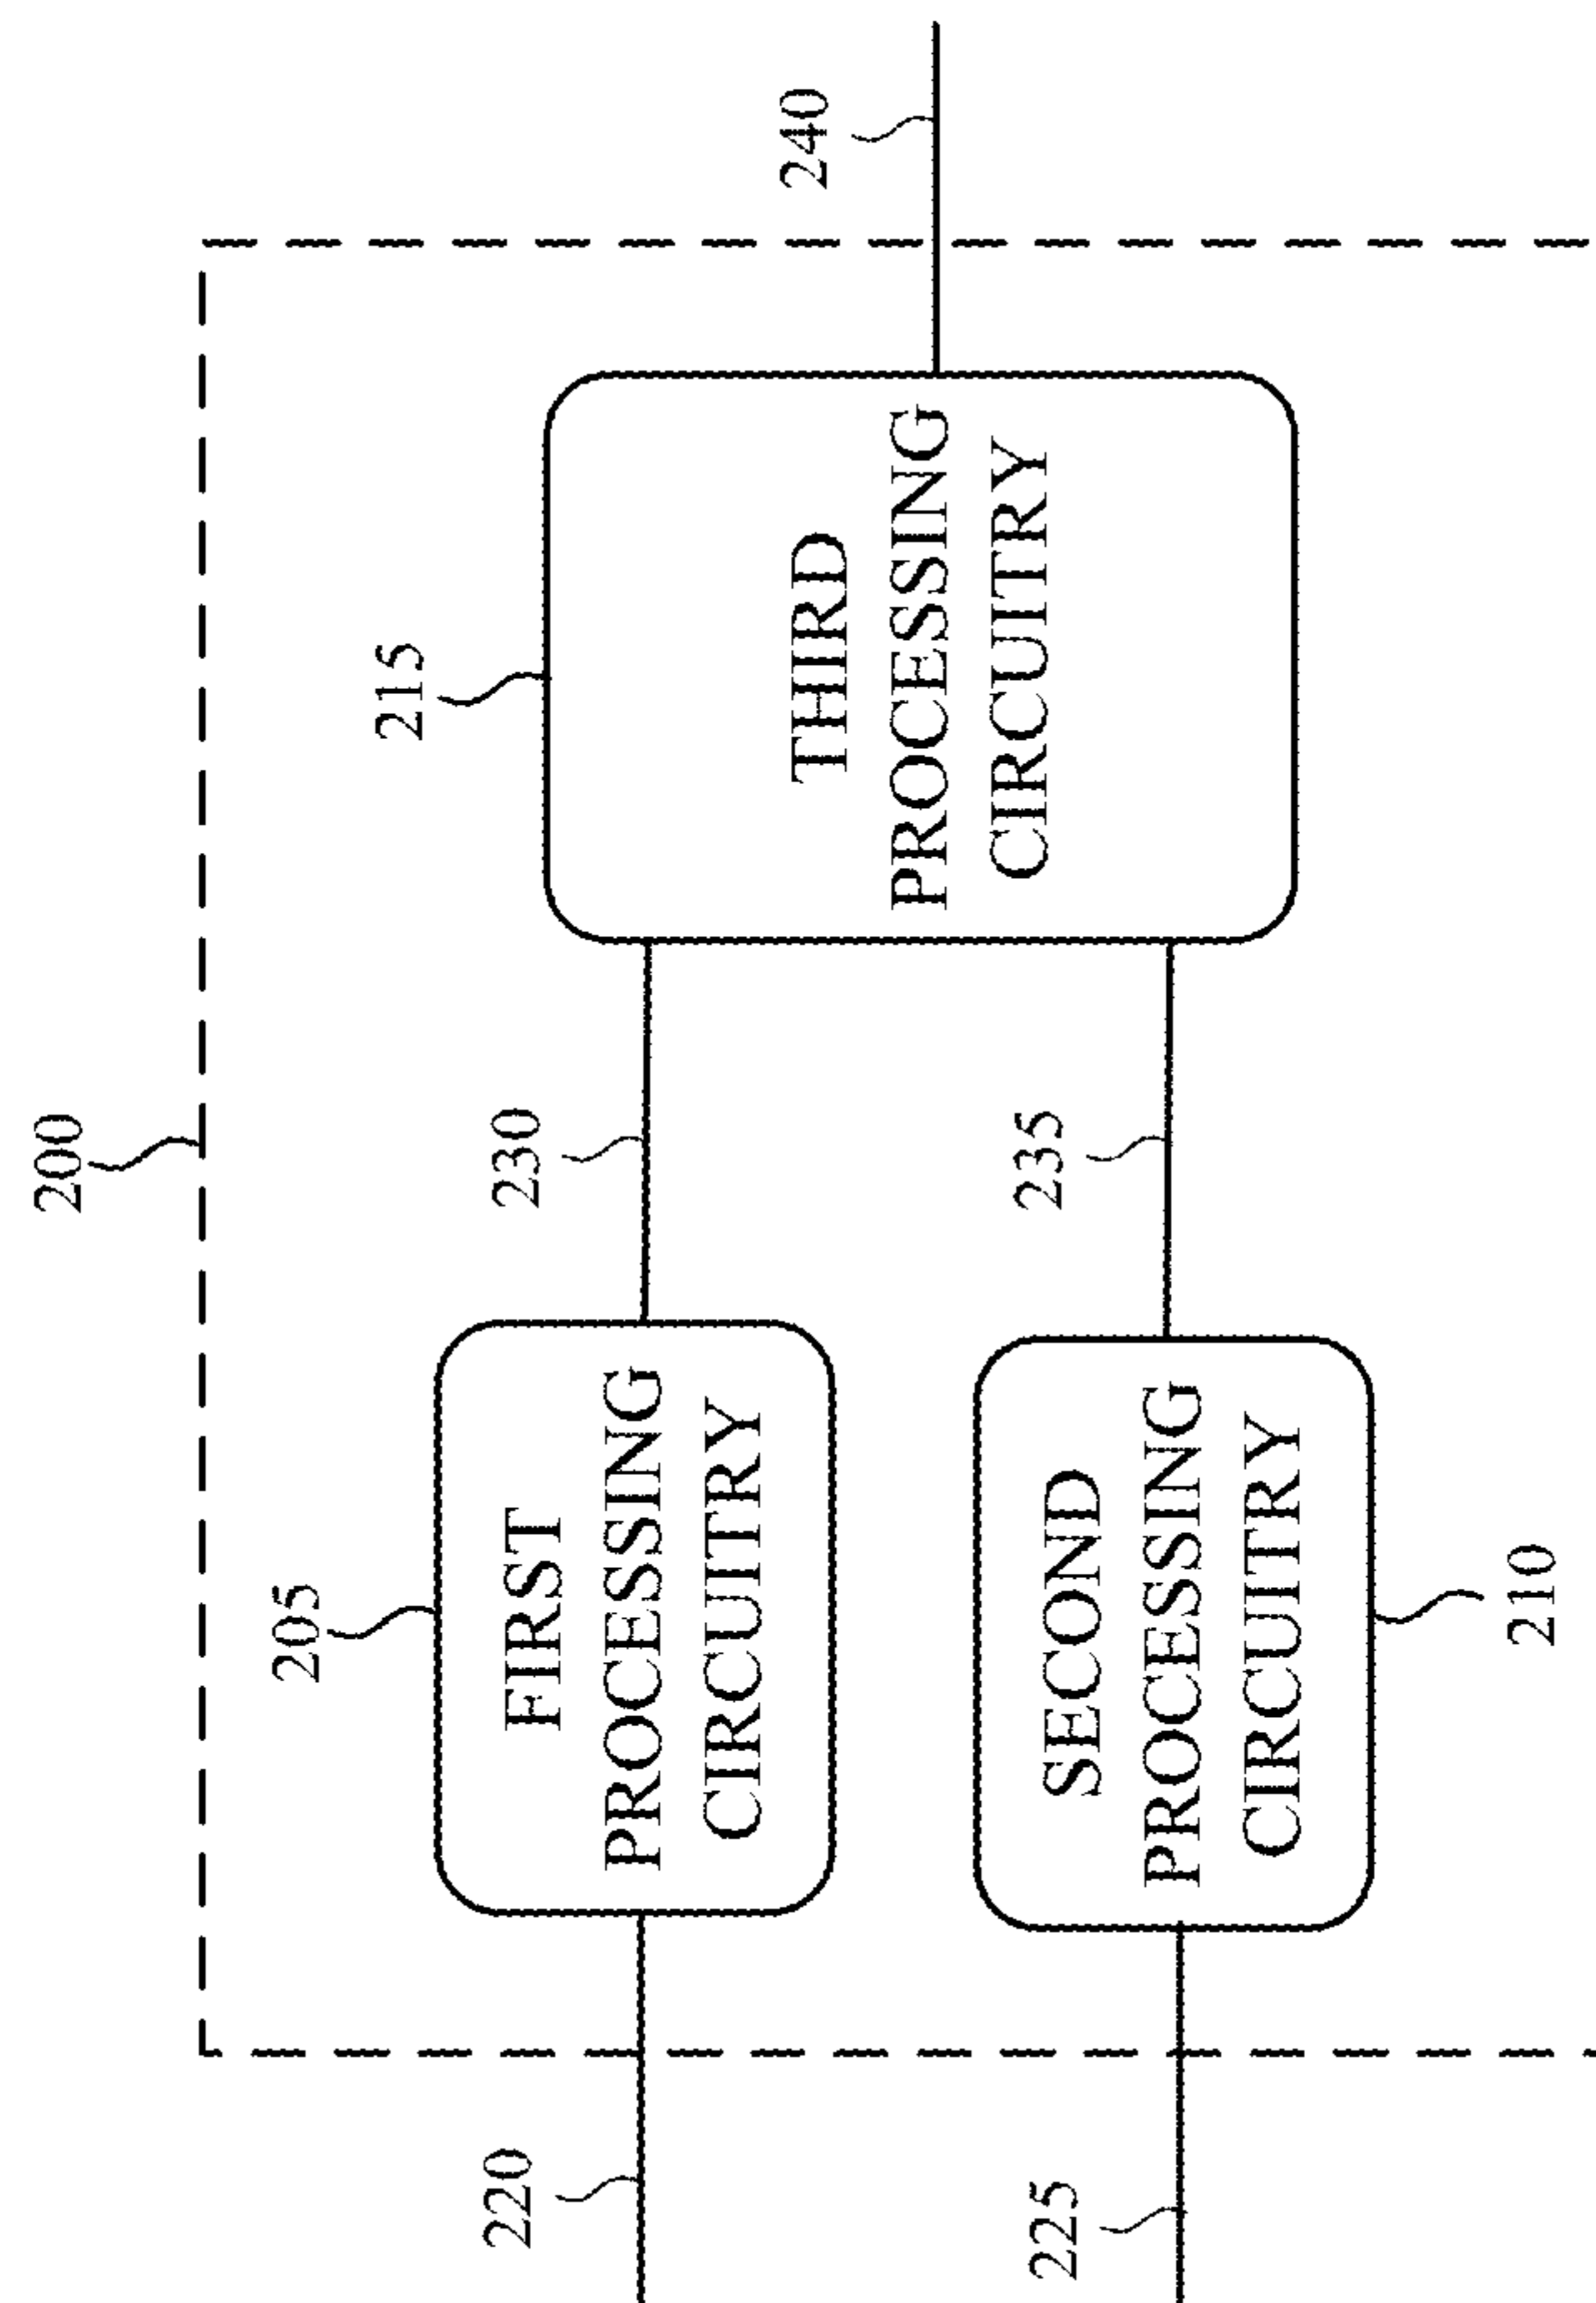 200
205
FIRST
PROCESSING
CIRCUITRY
215
THIRD
PROCESSING
CIRCUITRY
220
230
240
SECOND
PROCESSING
CIRCUITRY
225
235
210